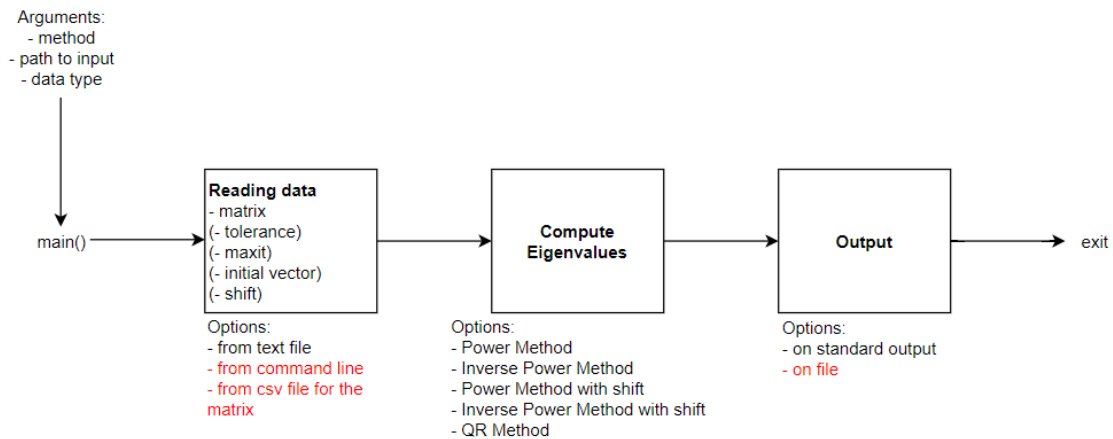 Arguments:
- method
- path to input
- data type
main()
Reading data
- matrix
(- tolerance)
(- maxit)
(- initial vector)
(- shift)
Options:
- from text file
- from command line
- from csv file for the
matrix
Compute
Eigenvalues
Options:
- Power Method
- Inverse Power Method
- Power Method with shift
- Inverse Power Method with shift
- QR Method
Output
Options:
- on standard output
- on file
exit